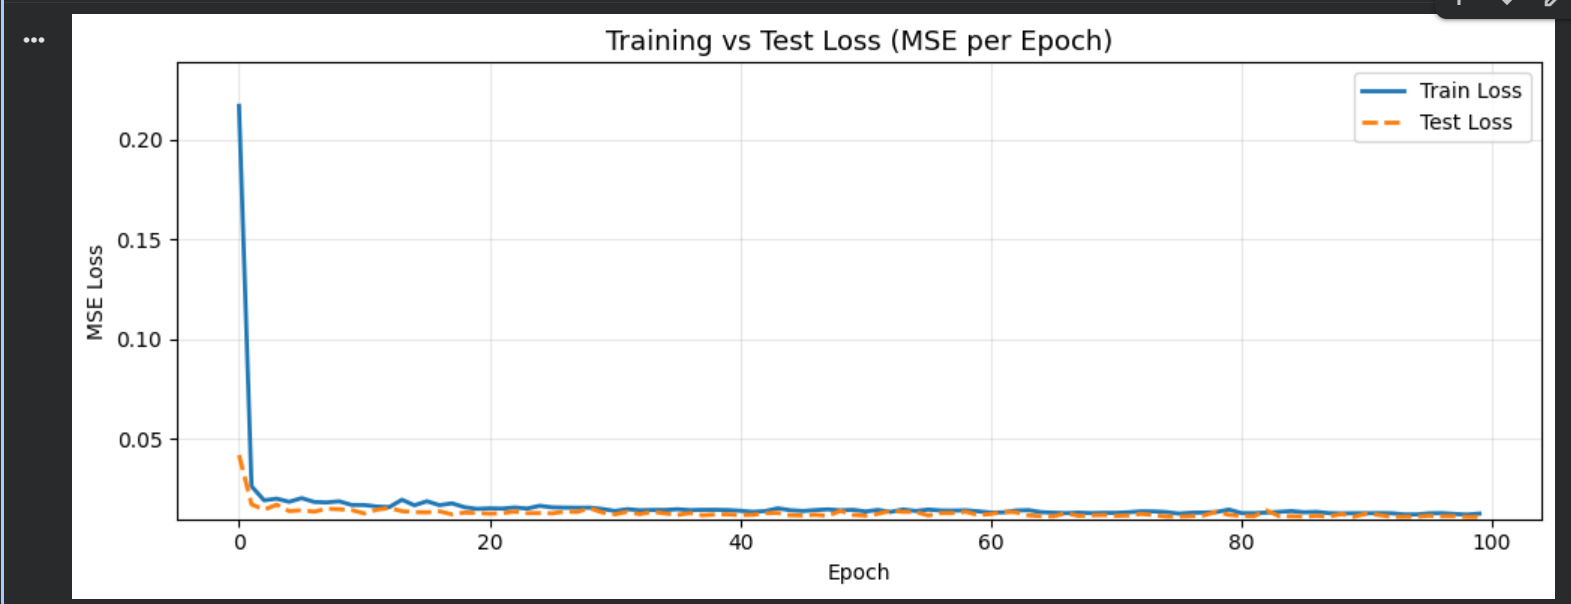 Training vs Test Loss (MSE per Epoch)
Train Loss
Test Loss
0.20
0.15
0.10
0.05
MSE Loss
0 20 40 60 80 100
Epoch